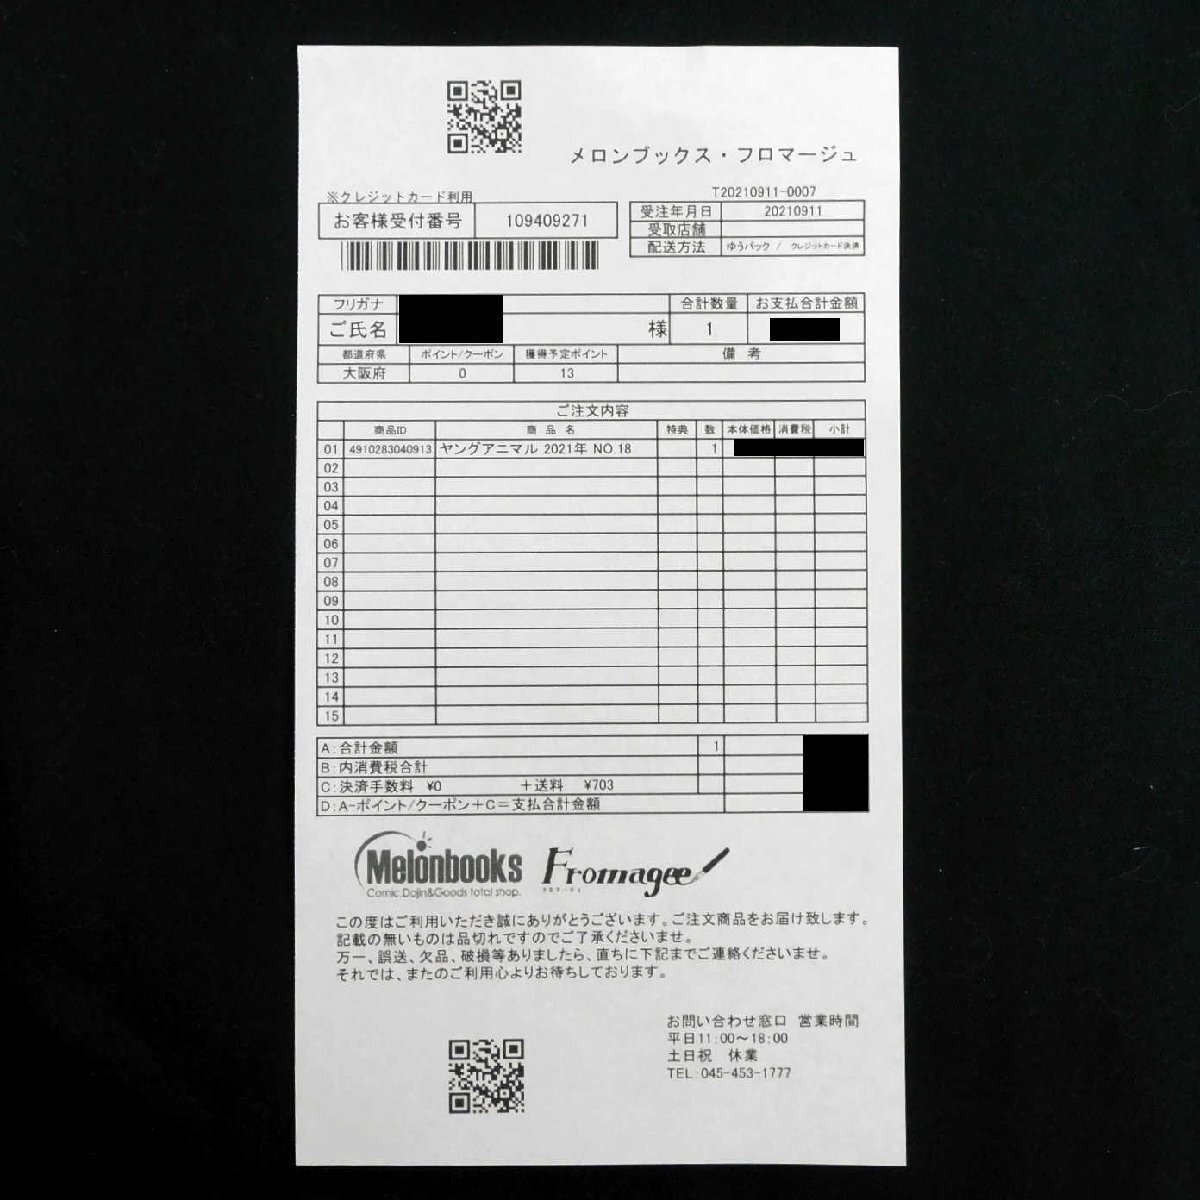 メロンブックス・フロマージュ
T20210911-0007
※クレジットカード利用
お客様受付番号 109409271
受注年月日 20210911
受取店舗
配送方法 ゆうパック / クレジットカード決済
フリガナ 合計数量 お支払合計金額
ご氏名 様 1
都道府県 ポイント/クーポン 獲得予定ポイント 備 考
大阪府 0 13
ご注文内容
商品ID 商 品 名 特典 数 本体価格 消費税 小計
01 4910283040913 ヤングアニマル 2021年 NO.18 1
02
03
04
05
06
07
08
09
10
11
12
13
14
15
A:合計金額 1
B:内消費税合計
C:決済手数料 ¥0 +送料 ¥703
D:A-ポイント/クーポン+C=支払合計金額
Melonbooks Fromagee
Comic.Dojin&Goods total shop. フロマージュ
この度はご利用いただき誠にありがとうございます。ご注文商品をお届け致します。
記載の無いものは品切れですのでご了承くださいませ。
万一、誤送、欠品、破損等ありましたら、直ちに下記までご連絡くださいませ。
それでは、またのご利用心よりお待ちしております。
お問い合わせ窓口 営業時間
平日11:00～18:00
土日祝 休業
TEL:045-453-1777